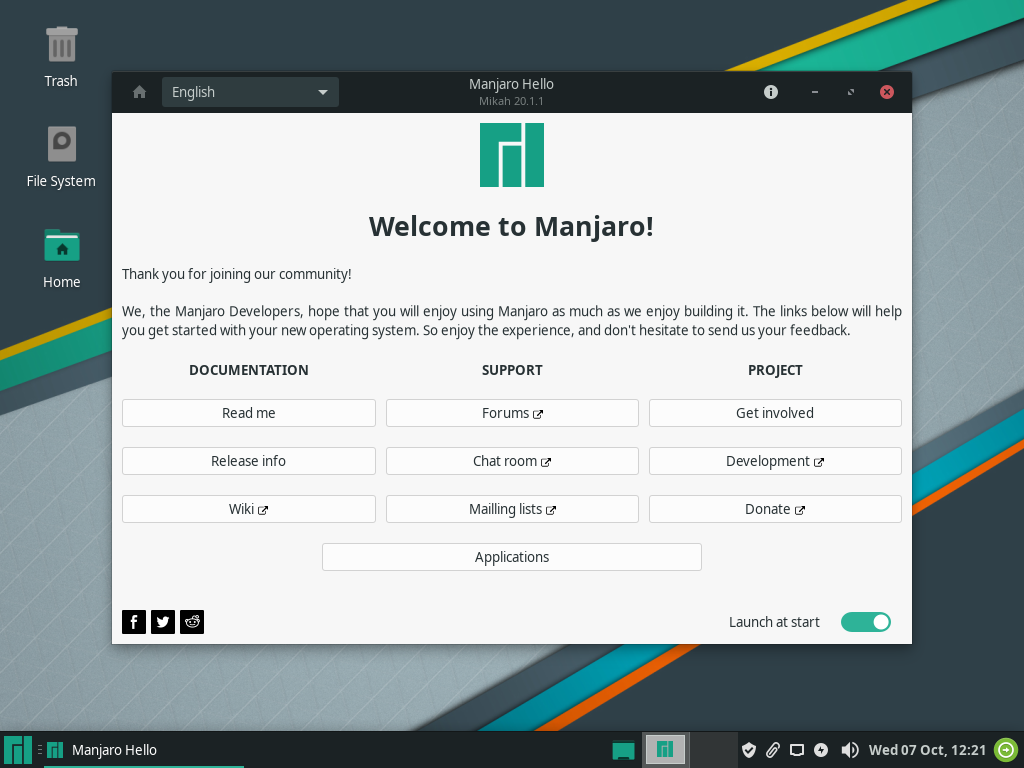 Trash
File System
Home
English
Manjaro Hello
Mikah 20.1.1
Welcome to Manjaro!
Thank you for joining our community!
We, the Manjaro Developers, hope that you will enjoy using Manjaro as much as we enjoy building it. The links below will help
you get started with your new operating system. So enjoy the experience, and don't hesitate to send us your feedback.
DOCUMENTATION
SUPPORT
PROJECT
Read me
Forums
Get involved
Release info
Chat room
Development
Wiki
Mailling lists
Donate
Applications
Launch at start
Manjaro Hello
Wed 07 Oct, 12:21